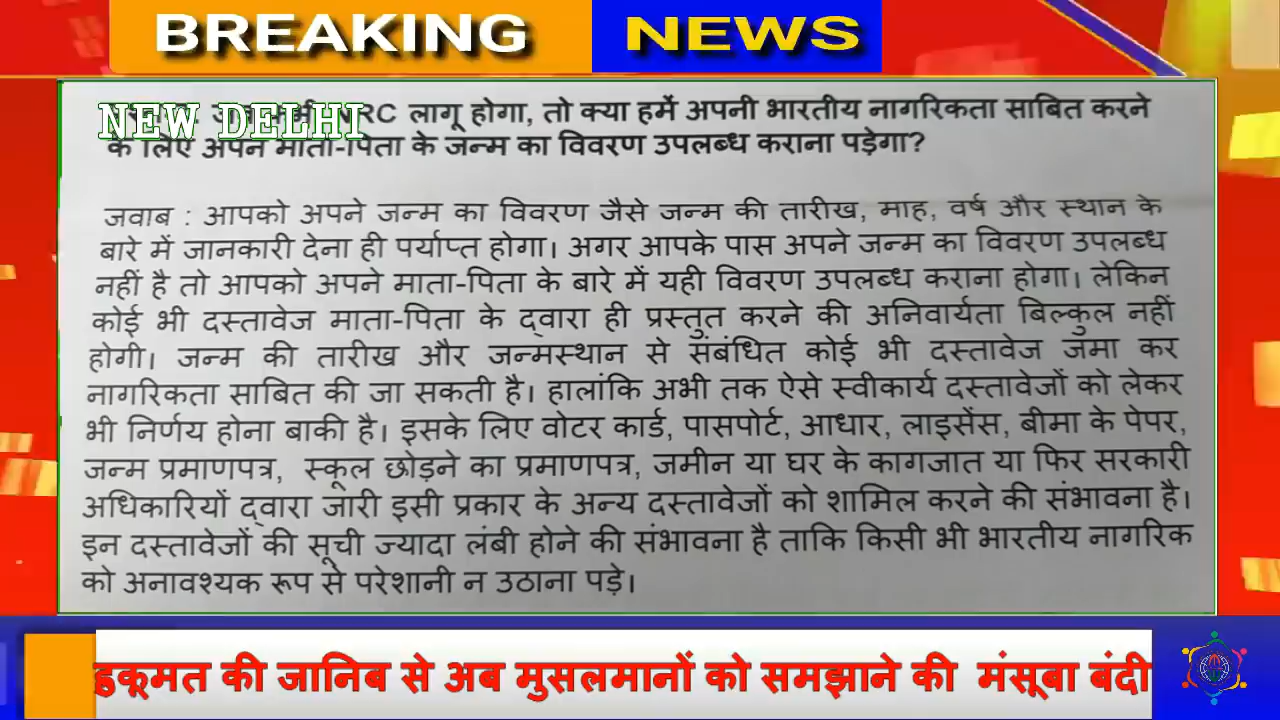 BREAKING NEWS
NEW DELHI
NRC लागू होगा, तो क्या हमें अपनी भारतीय नागरिकता साबित करने
के लिए अपने माता-पिता के जन्म का विवरण उपलब्ध कराना पड़ेगा?
जवाब : आपको अपने जन्म का विवरण जैसे जन्म की तारीख, माह, वर्ष और स्थान के
बारे में जानकारी देना ही पर्याप्त होगा। अगर आपके पास अपने जन्म का विवरण उपलब्ध
नहीं है तो आपको अपने माता-पिता के बारे में यही विवरण उपलब्ध कराना होगा। लेकिन
कोई भी दस्तावेज माता-पिता के द्वारा ही प्रस्तुत करने की अनिवार्यता बिल्कुल नहीं
होगी। जन्म की तारीख और जन्मस्थान से संबंधित कोई भी दस्तावेज जमा कर
नागरिकता साबित की जा सकती है। हालांकि अभी तक ऐसे स्वीकार्य दस्तावेजों को लेकर
भी निर्णय होना बाकी है। इसके लिए वोटर कार्ड, पासपोर्ट, आधार, लाइसेंस, बीमा के पेपर,
जन्म प्रमाणपत्र, स्कूल छोड़ने का प्रमाणपत्र, जमीन या घर के कागजात या फिर सरकारी
अधिकारियों द्वारा जारी इसी प्रकार के अन्य दस्तावेजों को शामिल करने की संभावना है।
इन दस्तावेजों की सूची ज्यादा लंबी होने की संभावना है ताकि किसी भी भारतीय नागरिक
को अनावश्यक रूप से परेशानी न उठाना पड़े।
हुकूमत की जानिब से अब मुसलमानों को समझाने की मंसूबा बंदी